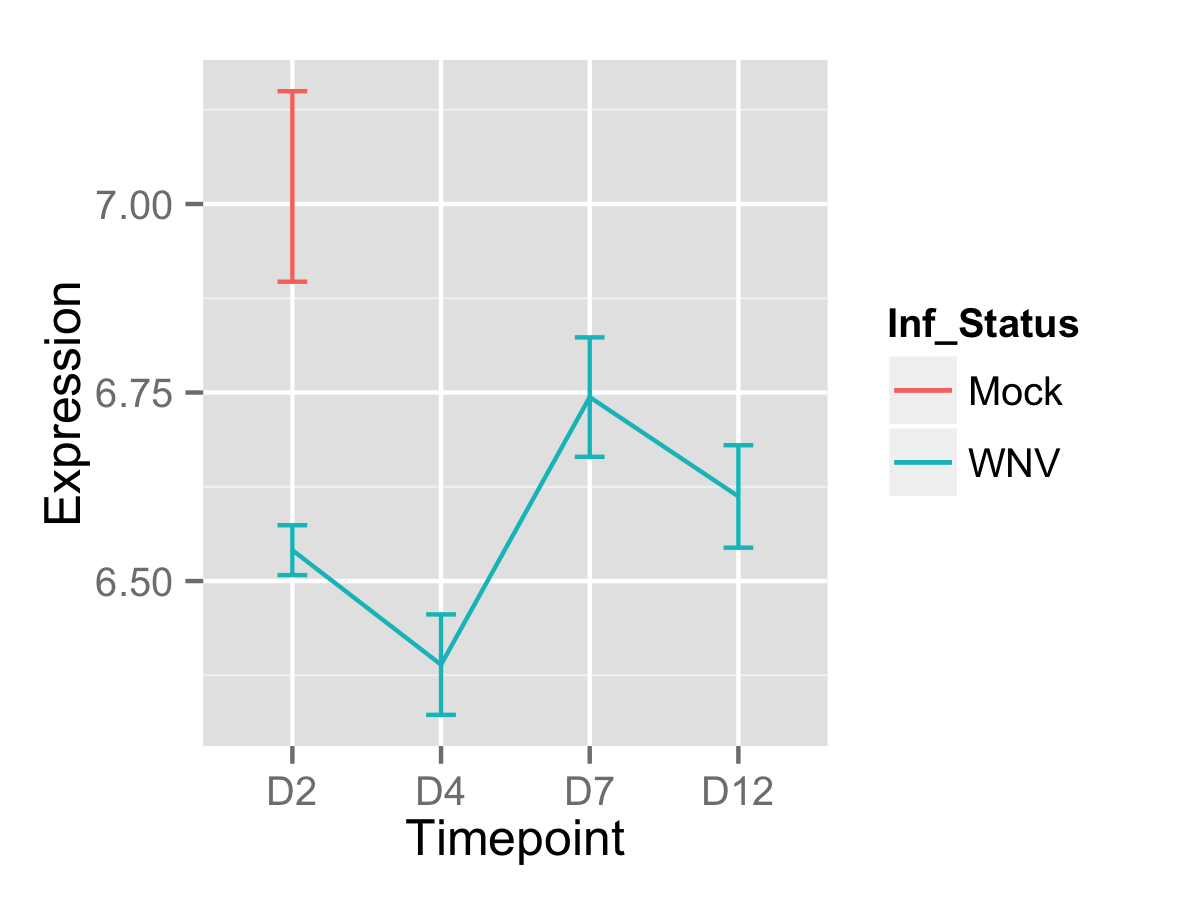 7.00
6.75
6.50
Expression
D2 D4 D7 D12
Timepoint
Inf_Status
Mock
WNV